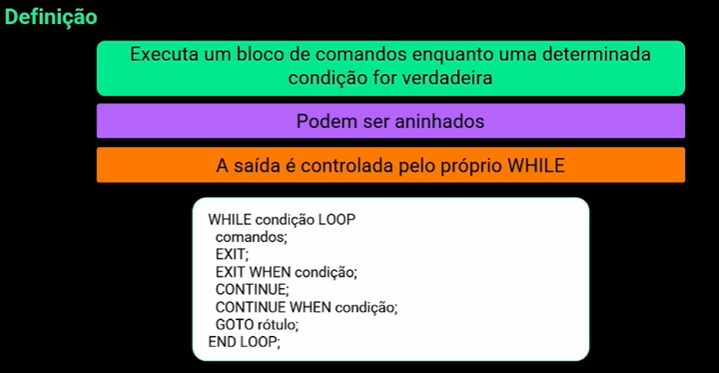 Definição
Executa um bloco de comandos enquanto uma determinada
condição for verdadeira
Podem ser aninhados
A saída é controlada pelo próprio WHILE
WHILE condição LOOP
comandos;
EXIT;
EXIT WHEN condição;
CONTINUE;
CONTINUE WHEN condição;
GOTO rótulo;
END LOOP;